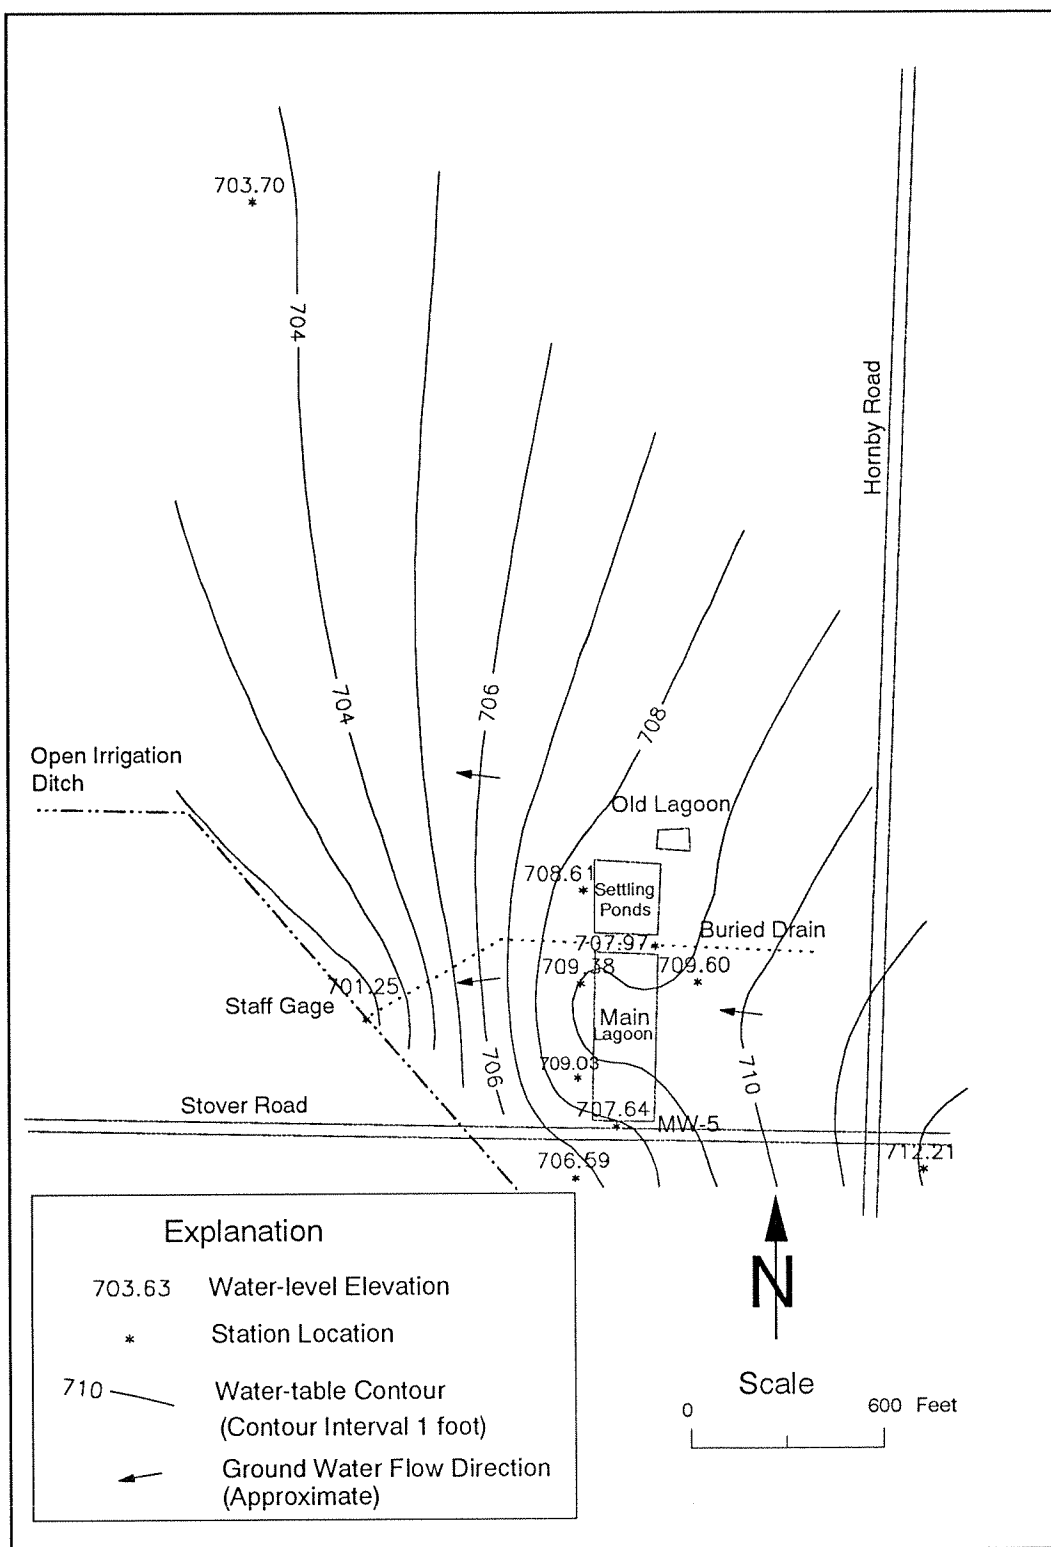 703.70
704
Hornby Road
704
706
708
Open Irrigation
Ditch
Old Lagoon
708.61
Settling
Ponds
Buried Drain
707.97
709.38
709.60
701.25
Staff Gage
Main
Lagoon
709.03
706
710
Stover Road
707.64
MW-5
706.59
712.21
Explanation
703.63 Water-level Elevation
* Station Location
710 Water-table Contour
(Contour Interval 1 foot)
Ground Water Flow Direction
(Approximate)
N
Scale
0 600 Feet